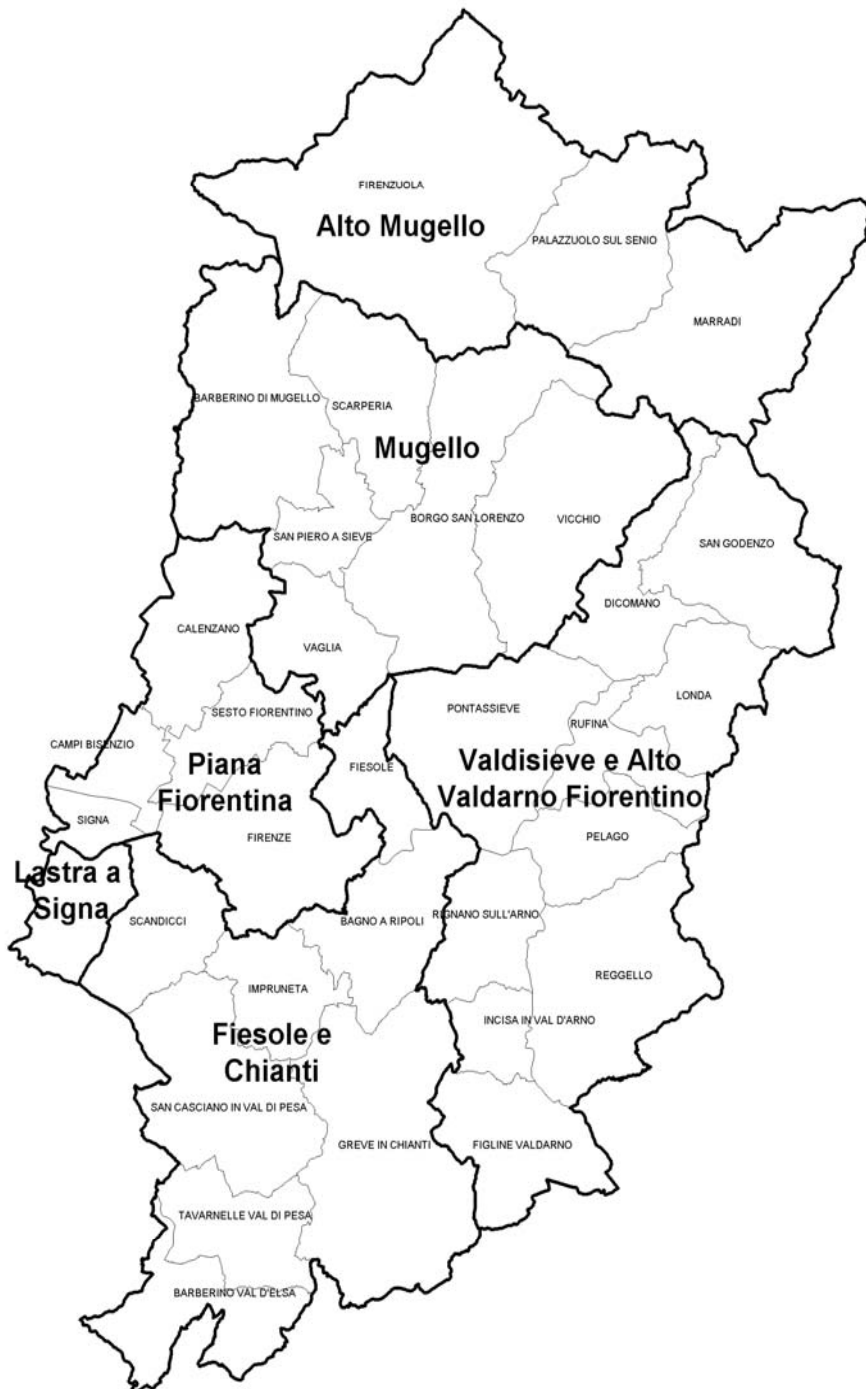 FIRENZUOLA
Alto Mugello
PALAZZUOLO SUL SENIO
MARRADI
BARBERINO DI MUGELLO
SCARPERIA
Mugello
BORGO SAN LORENZO
VICCHIO
SAN PIERO A SIEVE
SAN GODENZO
DICOMANO
CALENZANO
VAGLIA
LONDA
PONTASSIEVE
RUFINA
SESTO FIORENTINO
CAMPI BISENZIO
FIESOLE
Piana
Fiorentina
Valdisieve e Alto
Valdarno Fiorentino
SIGNA
FIRENZE
PELAGO
Lastra a
Signa
SCANDICCI
BAGNO A RIPOLI
RIGNANO SULL'ARNO
REGGELLO
IMPRUNETA
INCISA IN VAL D'ARNO
Fiesole e
Chianti
SAN CASCIANO IN VAL DI PESA
GREVE IN CHIANTI
FIGLINE VALDARNO
TAVARNELLE VAL DI PESA
BARBERINO VAL D'ELSA